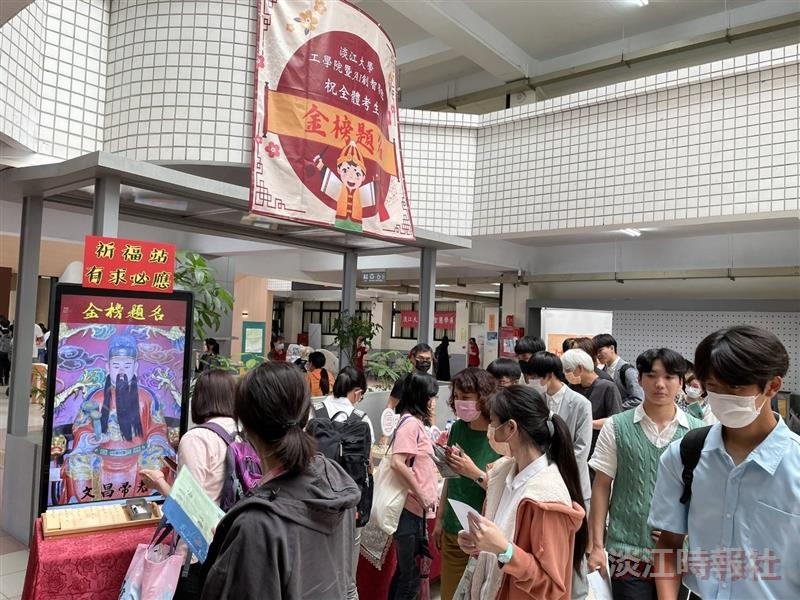 淡江大學
工學院暨AI創智學院
祝全體考生
金榜題名
祈福站
有求必應
金榜題名
文昌帝君
淡江時報社